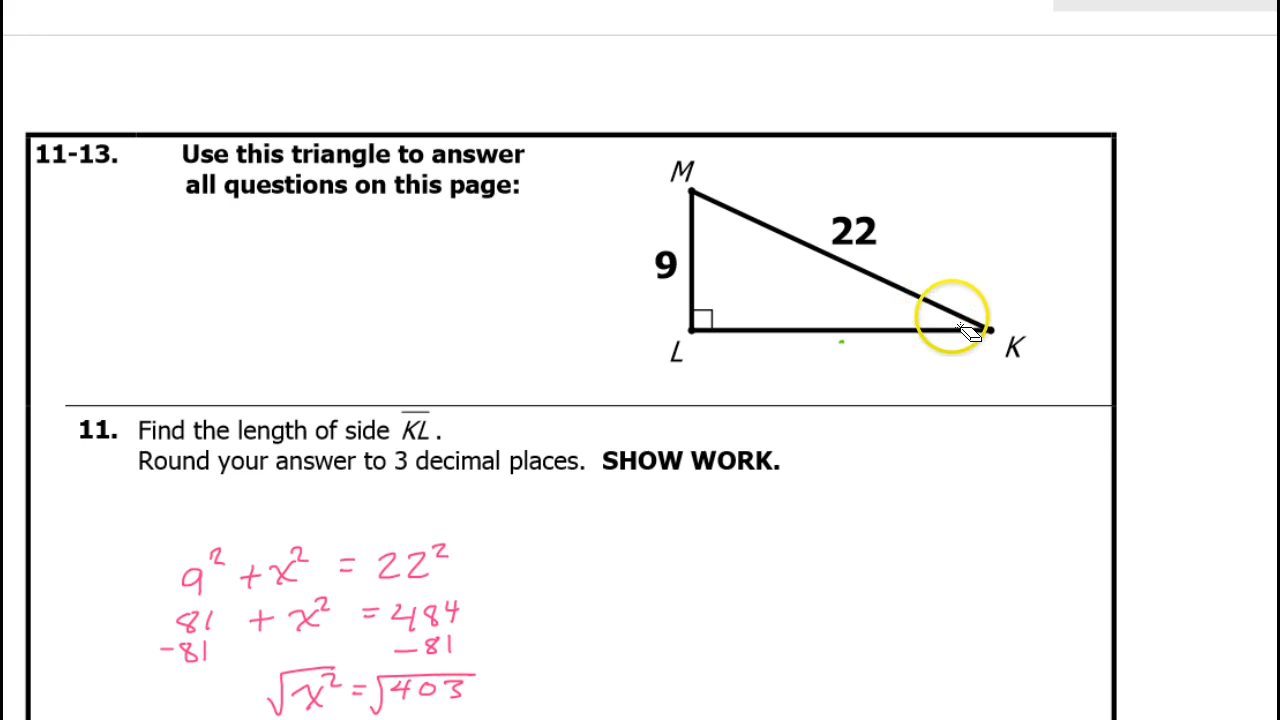 11-13. Use this triangle to answer
all questions on this page:
M
22
9
L
K
11. Find the length of side KL.
Round your answer to 3 decimal places. SHOW WORK.
9² + x² = 22²
81 + x² = 484
-81 -81
√x² = √403